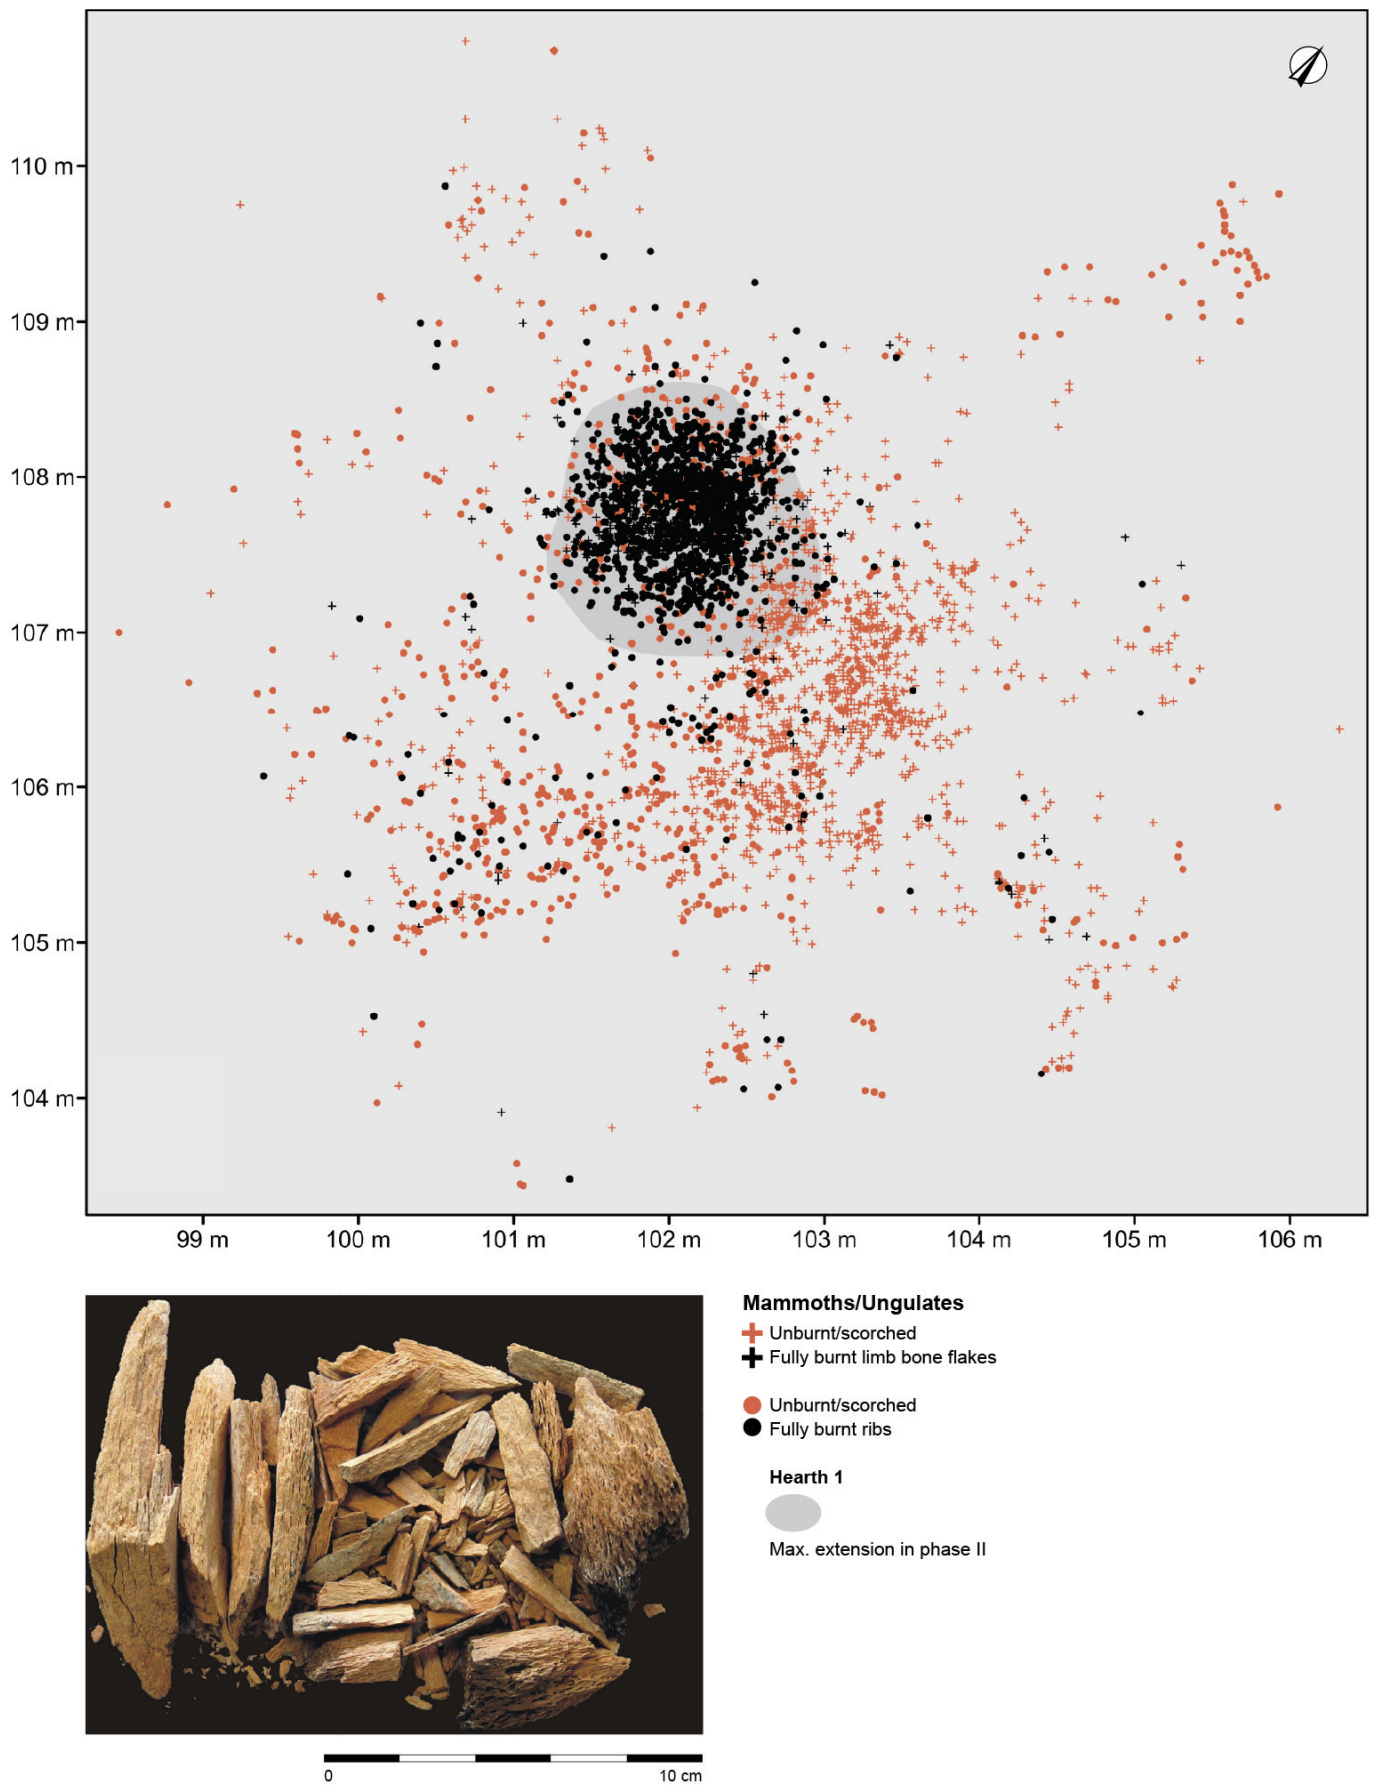 110 m
109 m
108 m
107 m
106 m
105 m
104 m
99 m 100 m 101 m 102 m 103 m 104 m 105 m 106 m
Mammoths/Ungulates
Unburnt/scorched
Fully burnt limb bone flakes
Unburnt/scorched
Fully burnt ribs
Hearth 1
Max. extension in phase II
0 10 cm